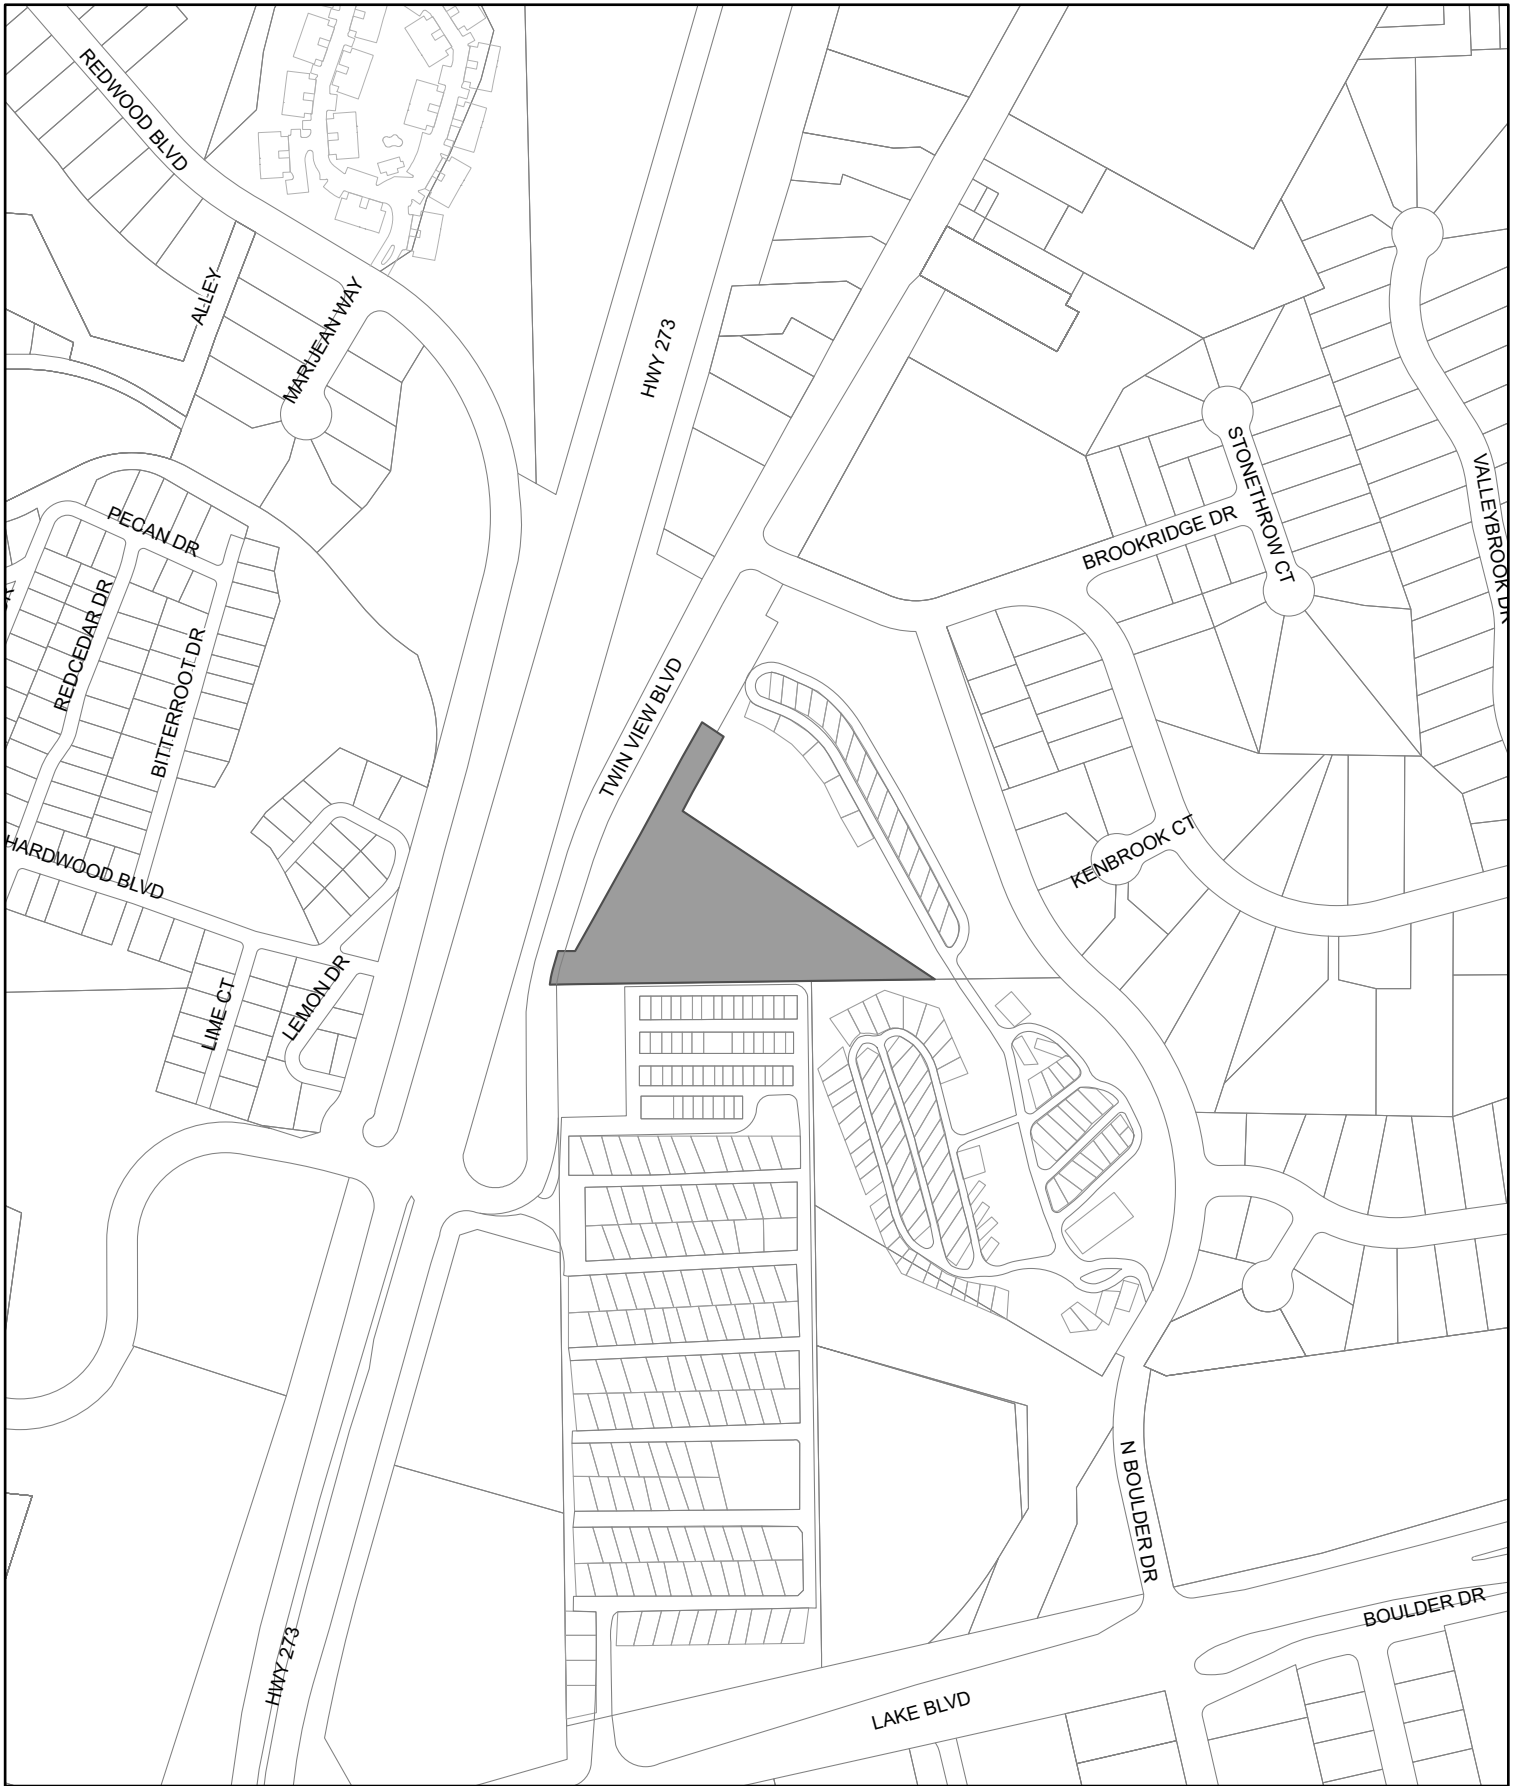 REDWOOD BLVD
ALLEY
MARIJEAN WAY
HWY 273
STONETHROW CT
VALLEYBROOK DR
PECAN DR
BROOKRIDGE DR
REDCEDAR DR
BITTERROOT DR
TWIN VIEW BLVD
HARDWOOD BLVD
KENBROOK CT
LIME CT
LEMON DR
N BOULDER DR
BOULDER DR
HWY 273
LAKE BLVD